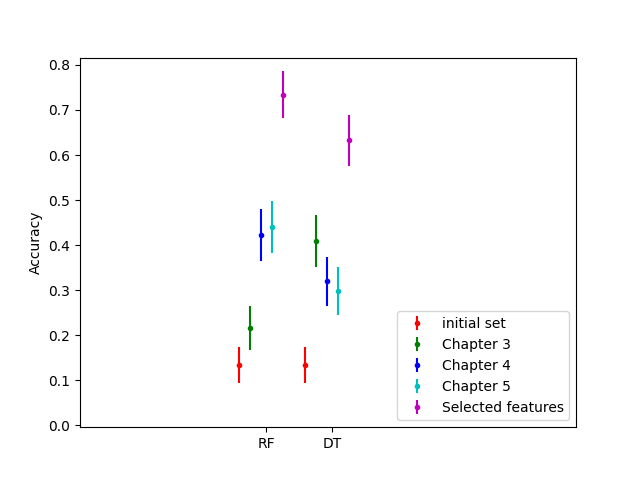 0.8
0.7
0.6
0.5
0.4
0.3
0.2
0.1
0.0
Accuracy
RF DT
initial set
Chapter 3
Chapter 4
Chapter 5
Selected features